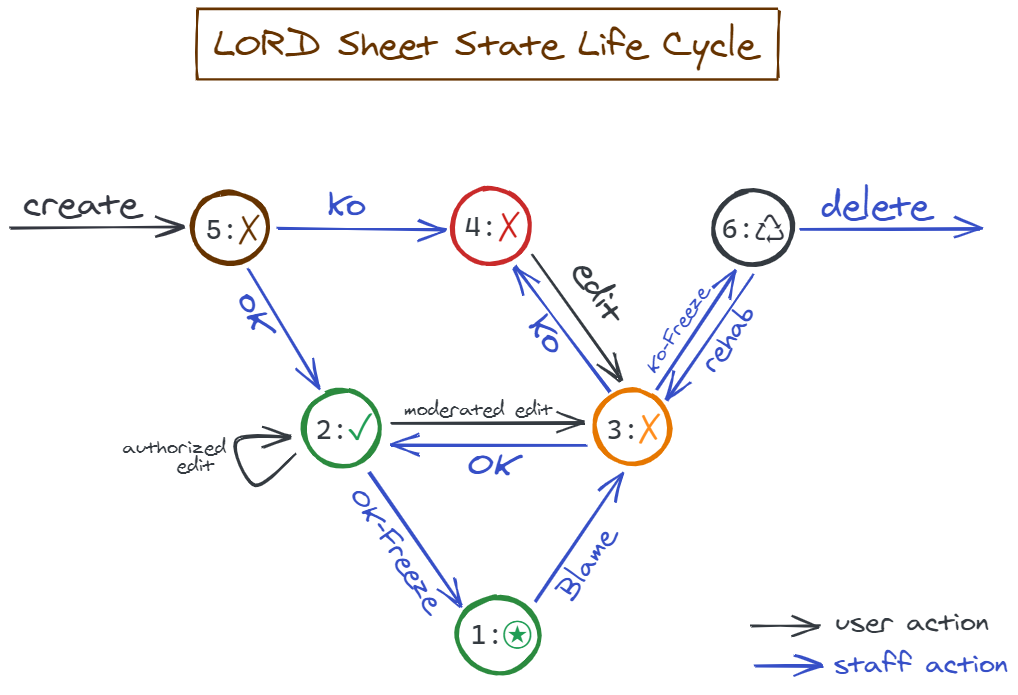 LORD Sheet State Life Cycle
create
5:X
KO
4:X
6:♲
delete
OK
edit
KO
KO-Freeze
rehab
2:✓
moderated edit
3:X
authorized
edit
OK
OK-Freeze
Blame
1:★
user action
staff action